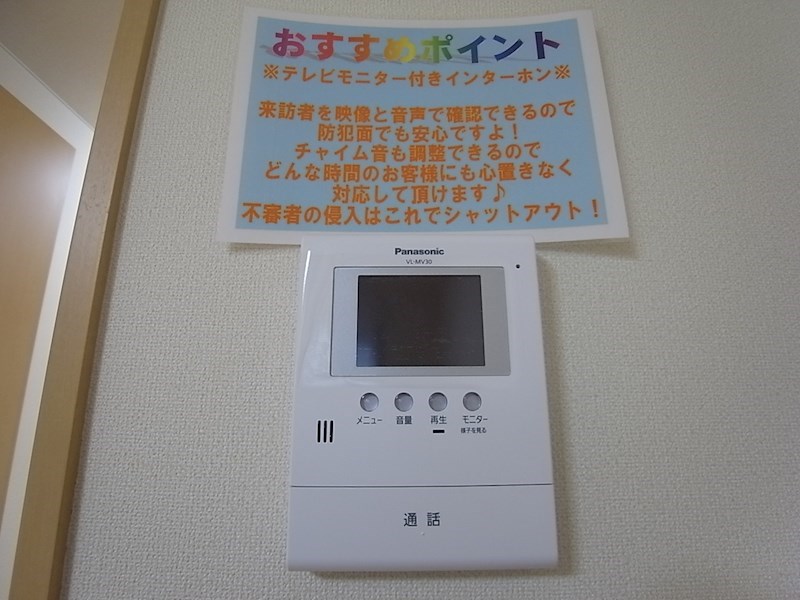 おすすめポイント
※テレビモニター付きインターホン※
来訪者を映像と音声で確認できるので
防犯面でも安心ですよ！
チャイム音も調整できるので
どんな時間のお客様にも心置きなく
対応して頂けます♪
不審者の侵入はこれでシャットアウト！
Panasonic
VL-MV30
メニュー 音量 再生 モニター
様子を見る
通話